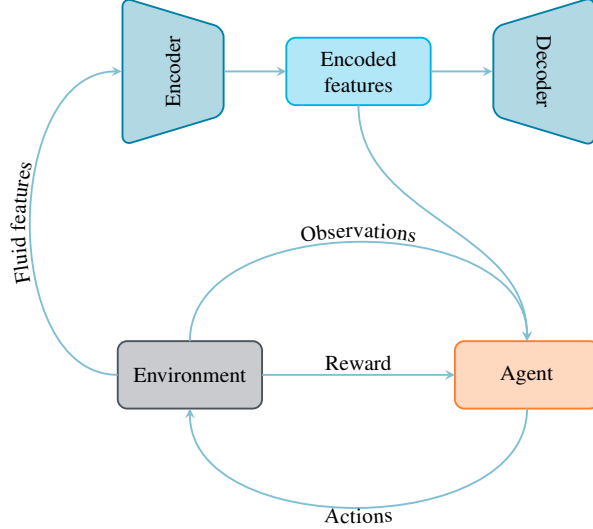 Encoder
Encoded
features
Decoder
Fluid features
Observations
Environment
Reward
Agent
Actions